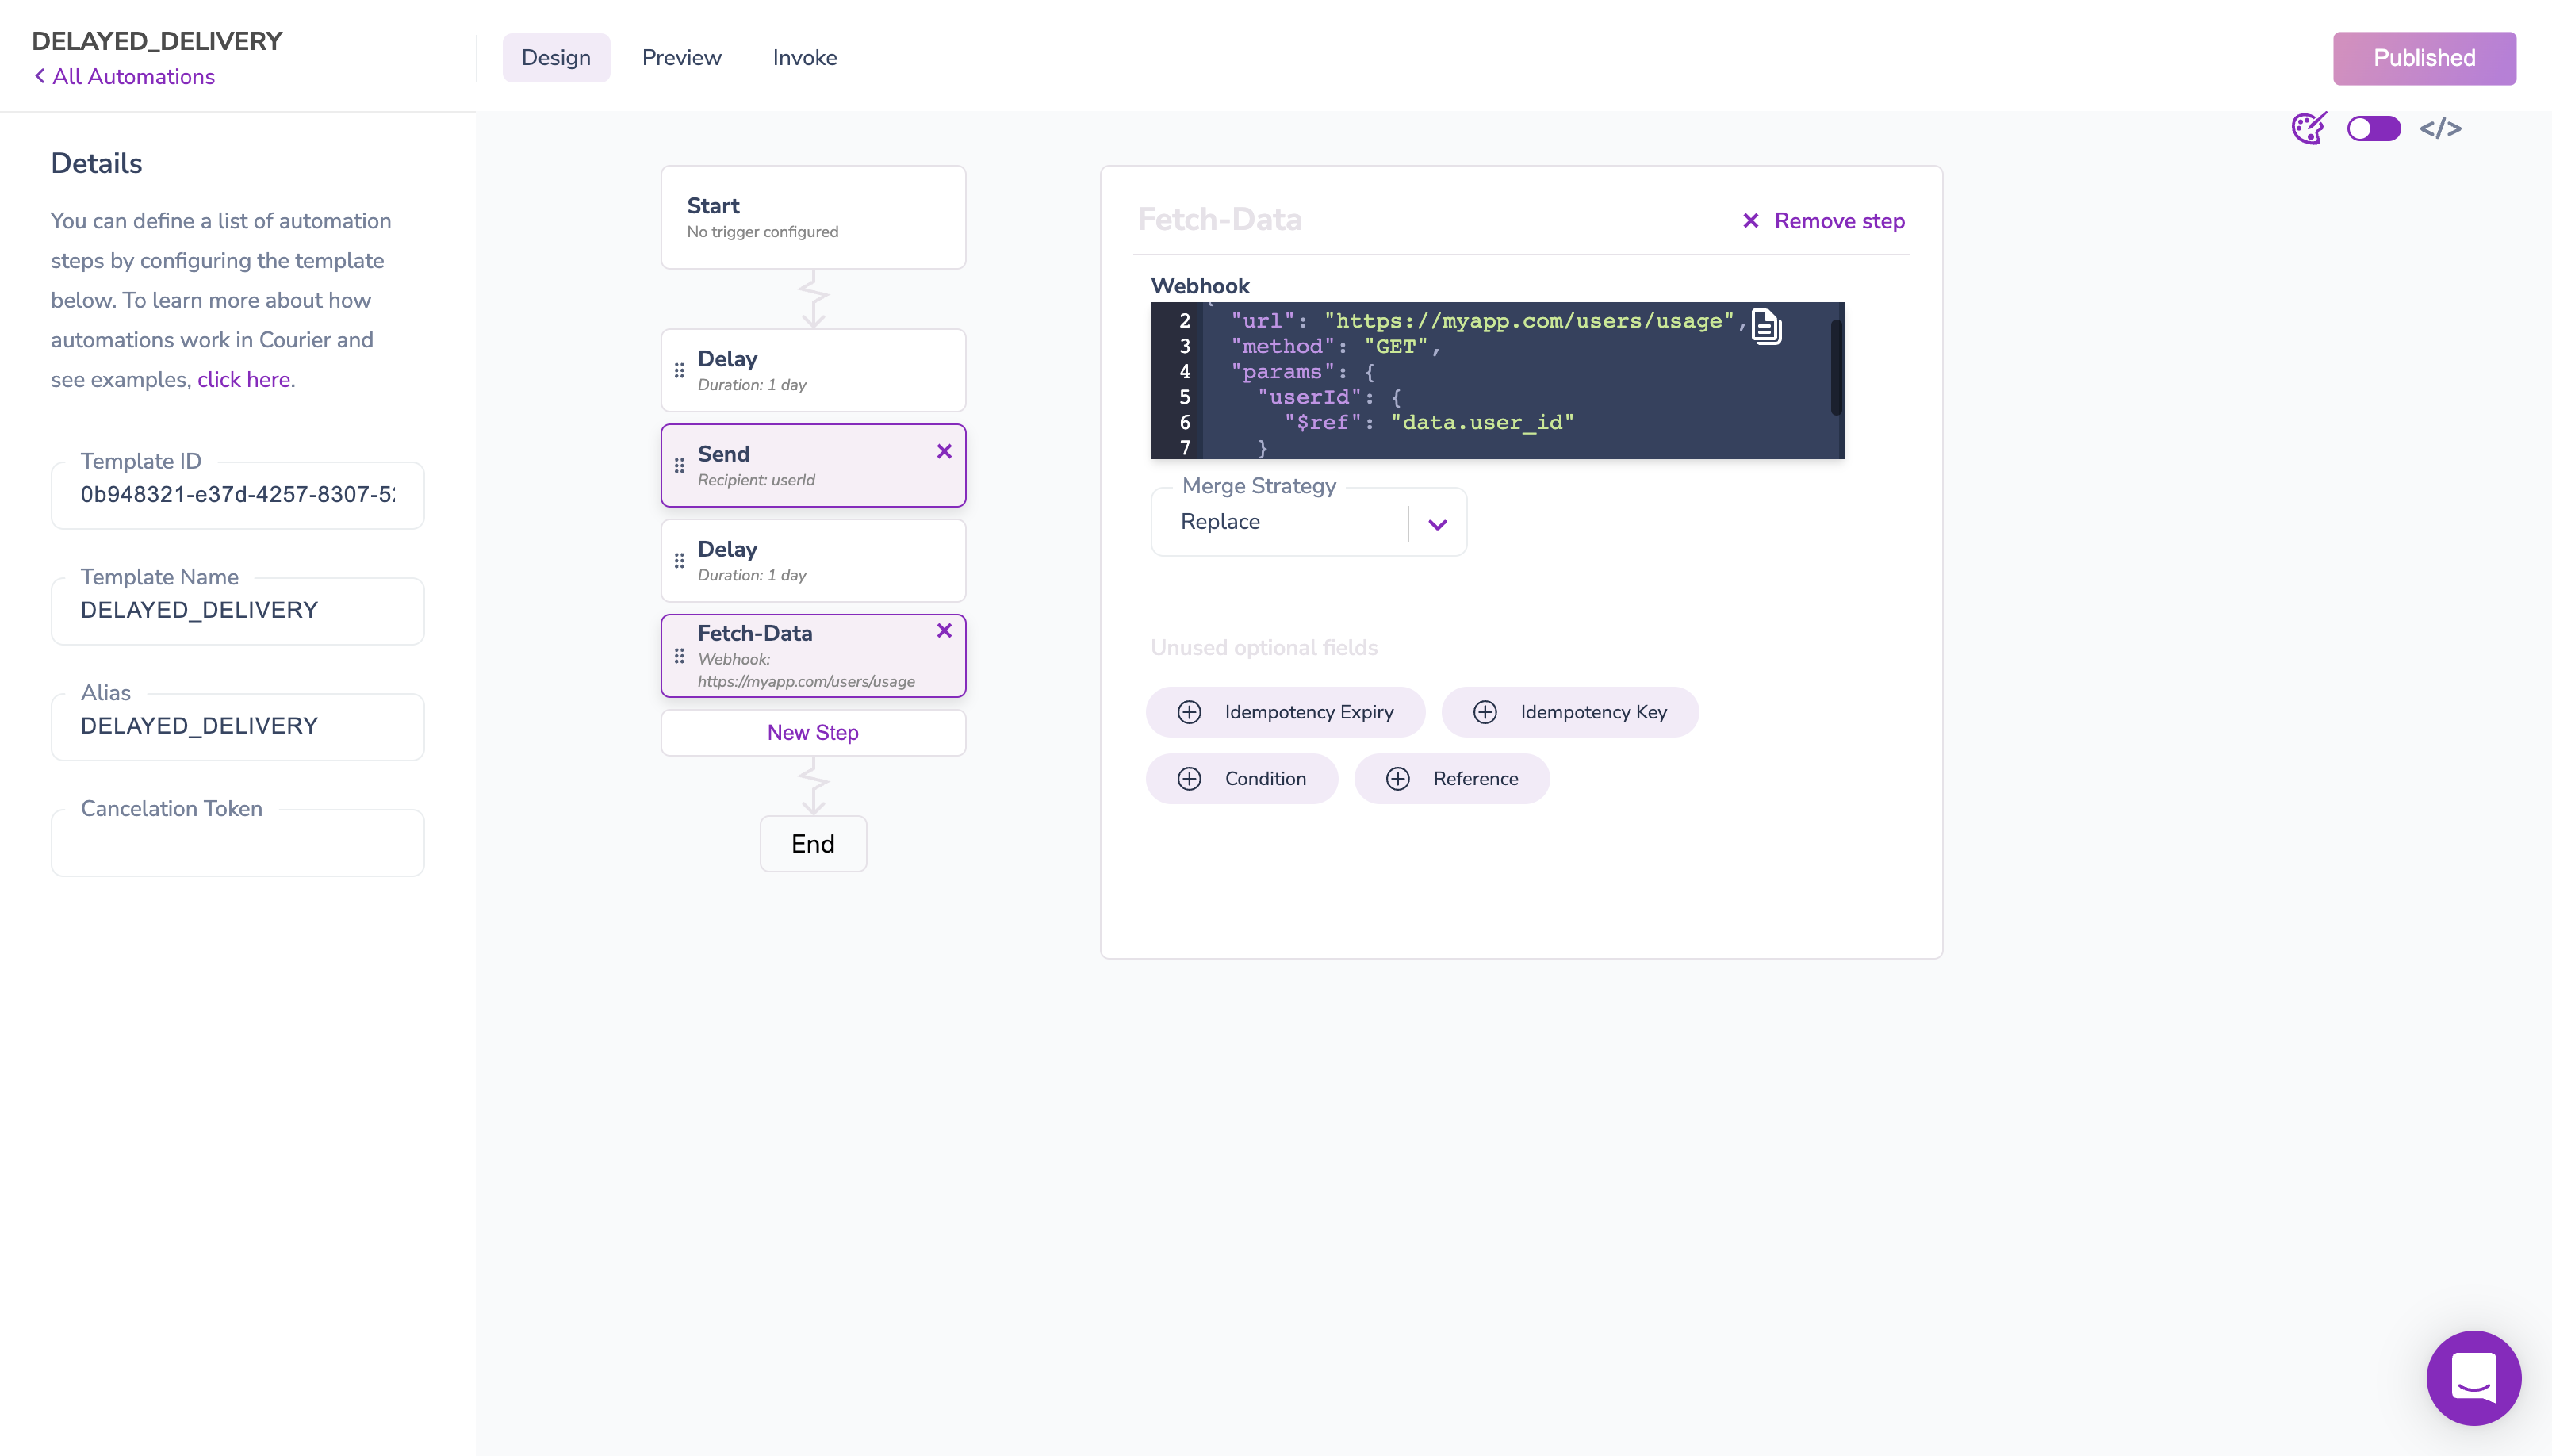 DELAYED_DELIVERY
All Automations
Design
Preview
Invoke
Published
Details
You can define a list of automation
steps by configuring the template
below. To learn more about how
automations work in Courier and
see examples, click here.
Template ID
0b948321-e37d-4257-8307-52
Template Name
DELAYED_DELIVERY
Alias
DELAYED_DELIVERY
Cancelation Token
Start
No trigger configured
Delay
Duration: 1 day
Send
Recipient: userId
Delay
Duration: 1 day
Fetch-Data
Webhook:
https://myapp.com/users/usage
New Step
End
</>
Fetch-Data
Remove step
Webhook
2 "url": "https://myapp.com/users/usage",
3 "method": "GET",
4 "params": {
5 "userId": {
6 "$ref": "data.user_id"
7 }
Merge Strategy
Replace
Unused optional fields
Idempotency Expiry
Idempotency Key
Condition
Reference